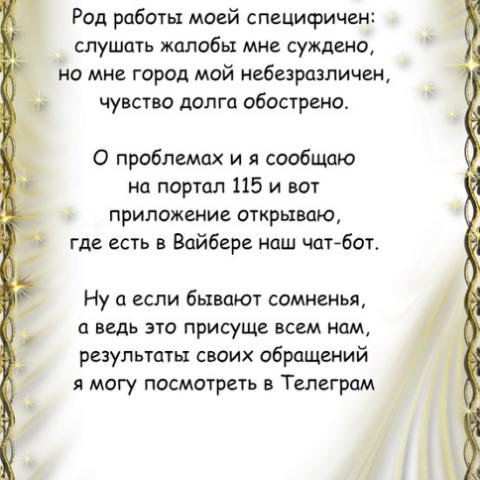 Род работы моей специфичен:
слушать жалобы мне суждено,
но мне город мой небезразличен,
чувство долга обострено.
О проблемах и я сообщаю
на портал 115 и вот
приложение открываю,
где есть в Вайбере наш чат-бот.
Ну а если бывают сомненья,
а ведь это присуще всем нам,
результаты своих обращений
я могу посмотреть в Телеграм